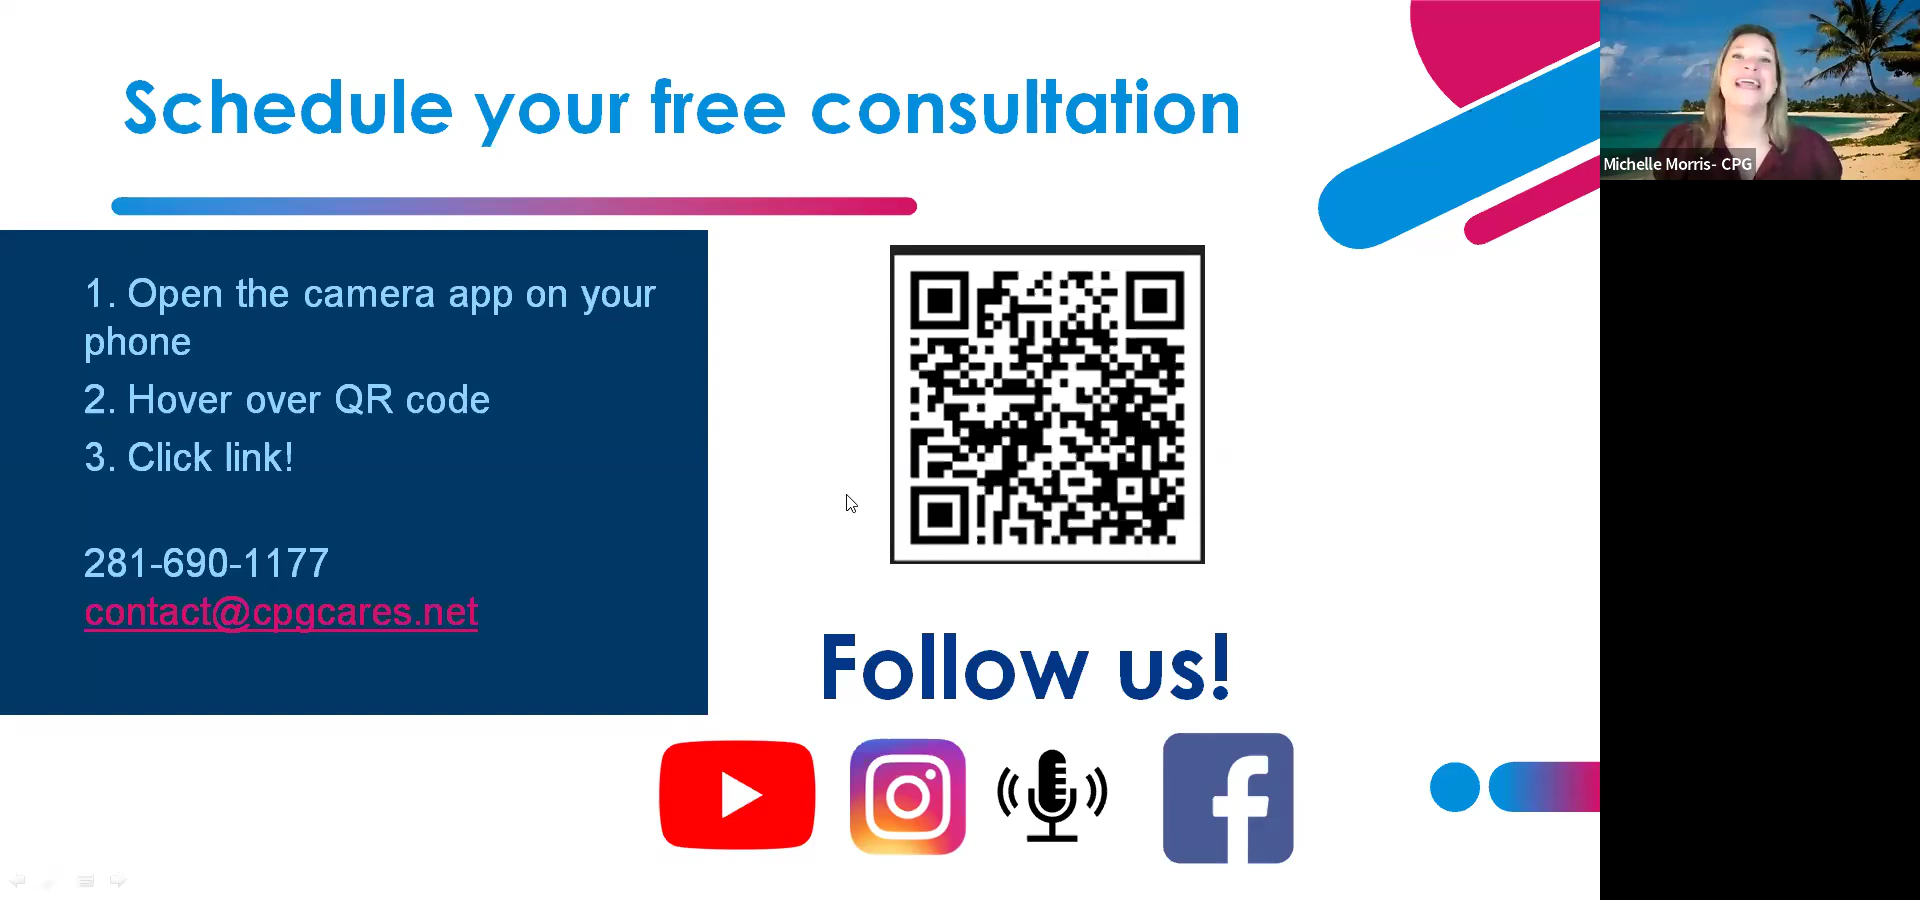 Schedule your free consultation
Michelle Morris- CPG
1. Open the camera app on your
phone
2. Hover over QR code
3. Click link!
281-690-1177
contact@cpgcares.net
Follow us!